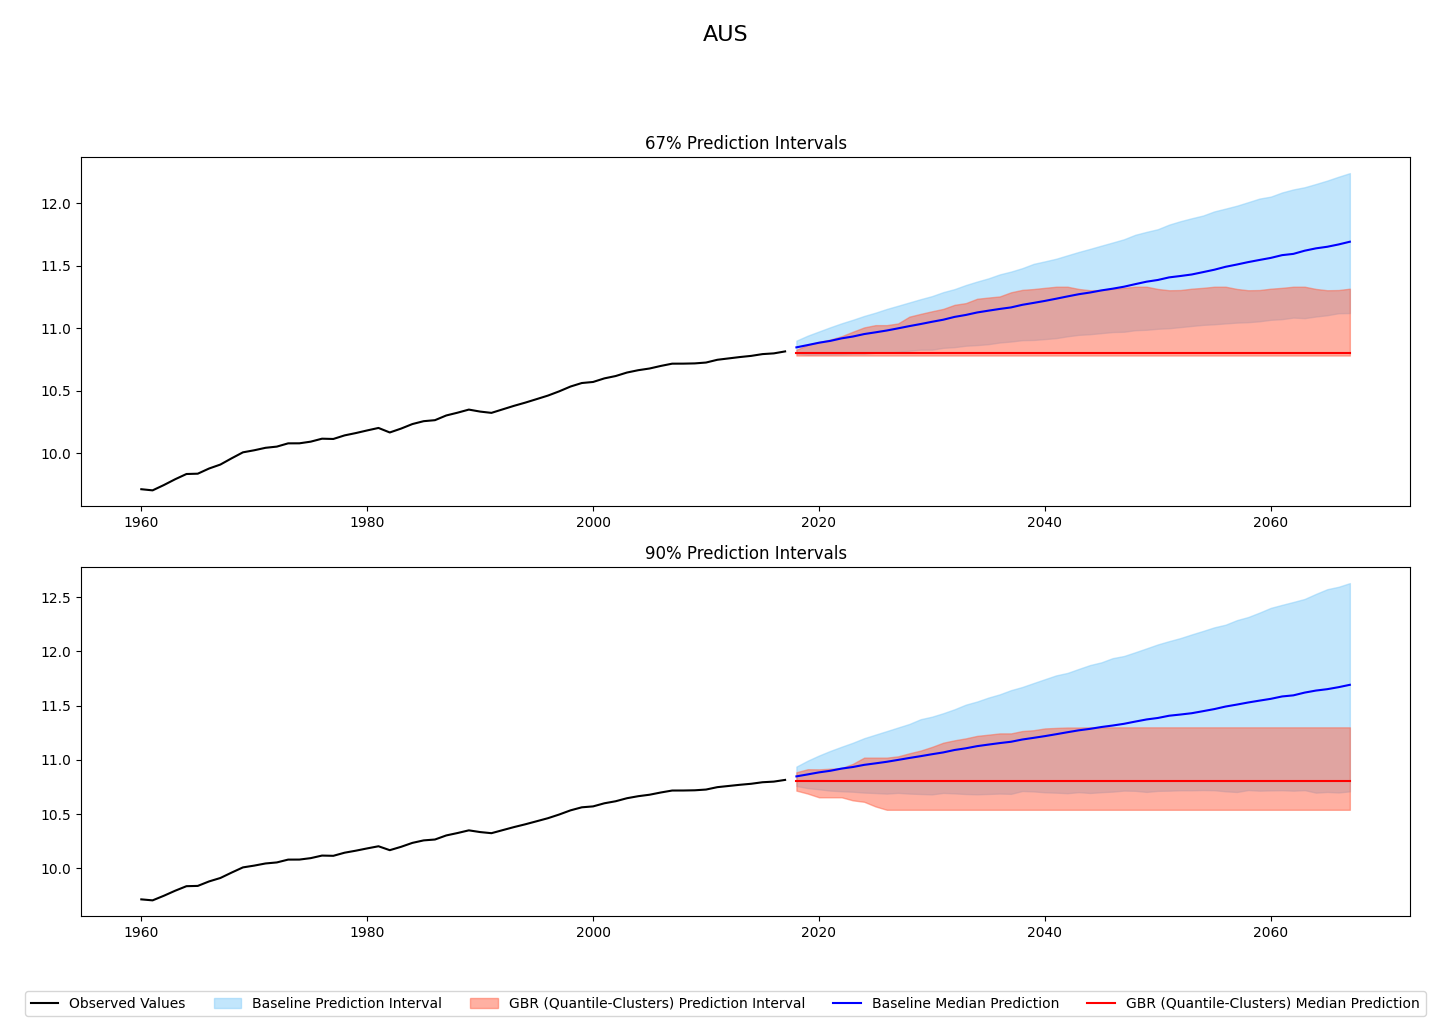 AUS
67% Prediction Intervals
12.0
11.5
11.0
10.5
10.0
1960 1980 2000 2020 2040 2060
90% Prediction Intervals
12.5
12.0
11.5
11.0
10.5
10.0
1960 1980 2000 2020 2040 2060
Observed Values Baseline Prediction Interval GBR (Quantile-Clusters) Prediction Interval Baseline Median Prediction GBR (Quantile-Clusters) Median Prediction